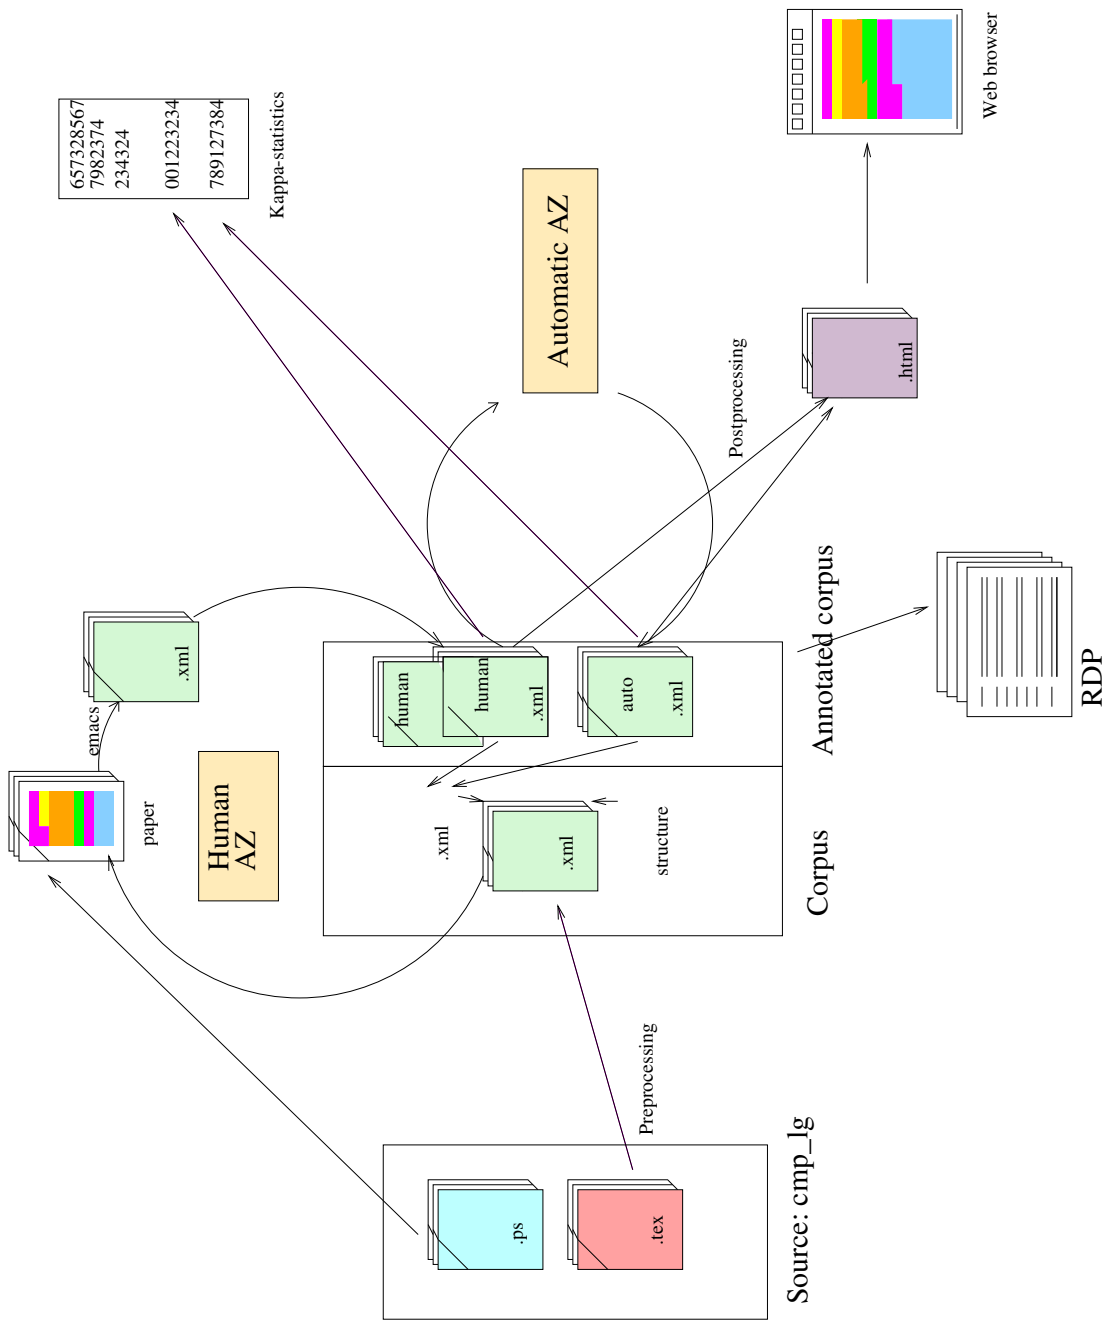 657328567
7982374
234324
001223234
789127384
Kappa-statistics
Web browser
Automatic AZ
.html
Postprocessing
emacs
.xml
paper
Human
AZ
human
human
.xml
auto
.xml
Annotated corpus
RDP
.xml
.xml
structure
Corpus
Preprocessing
.ps
.tex
Source: cmp_lg